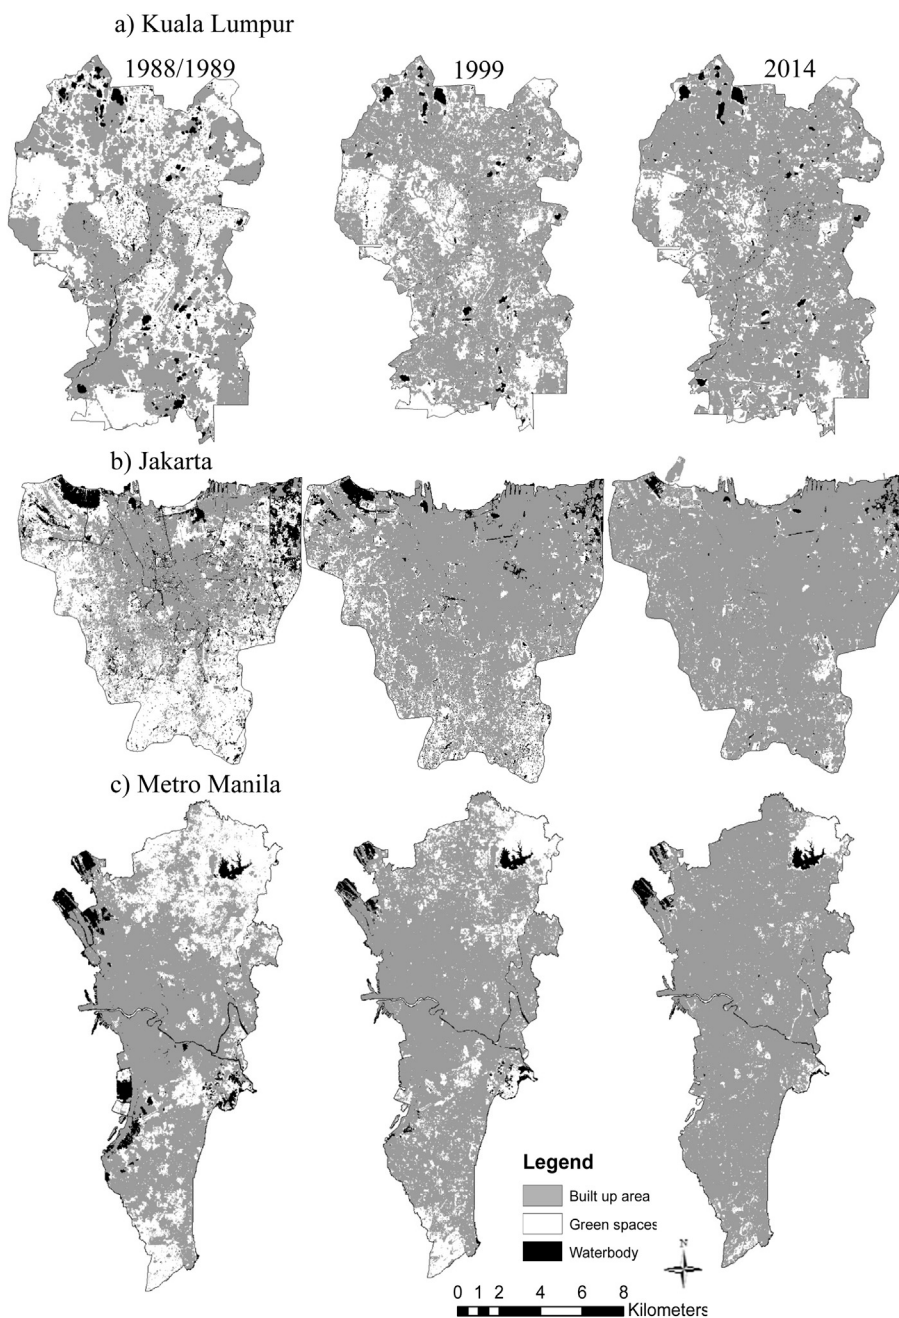 a) Kuala Lumpur
1988/1989
1999
2014
b) Jakarta
c) Metro Manila
Legend
Built up area
Green spaces
Waterbody
N
0 1 2 4 6 8
Kilometers